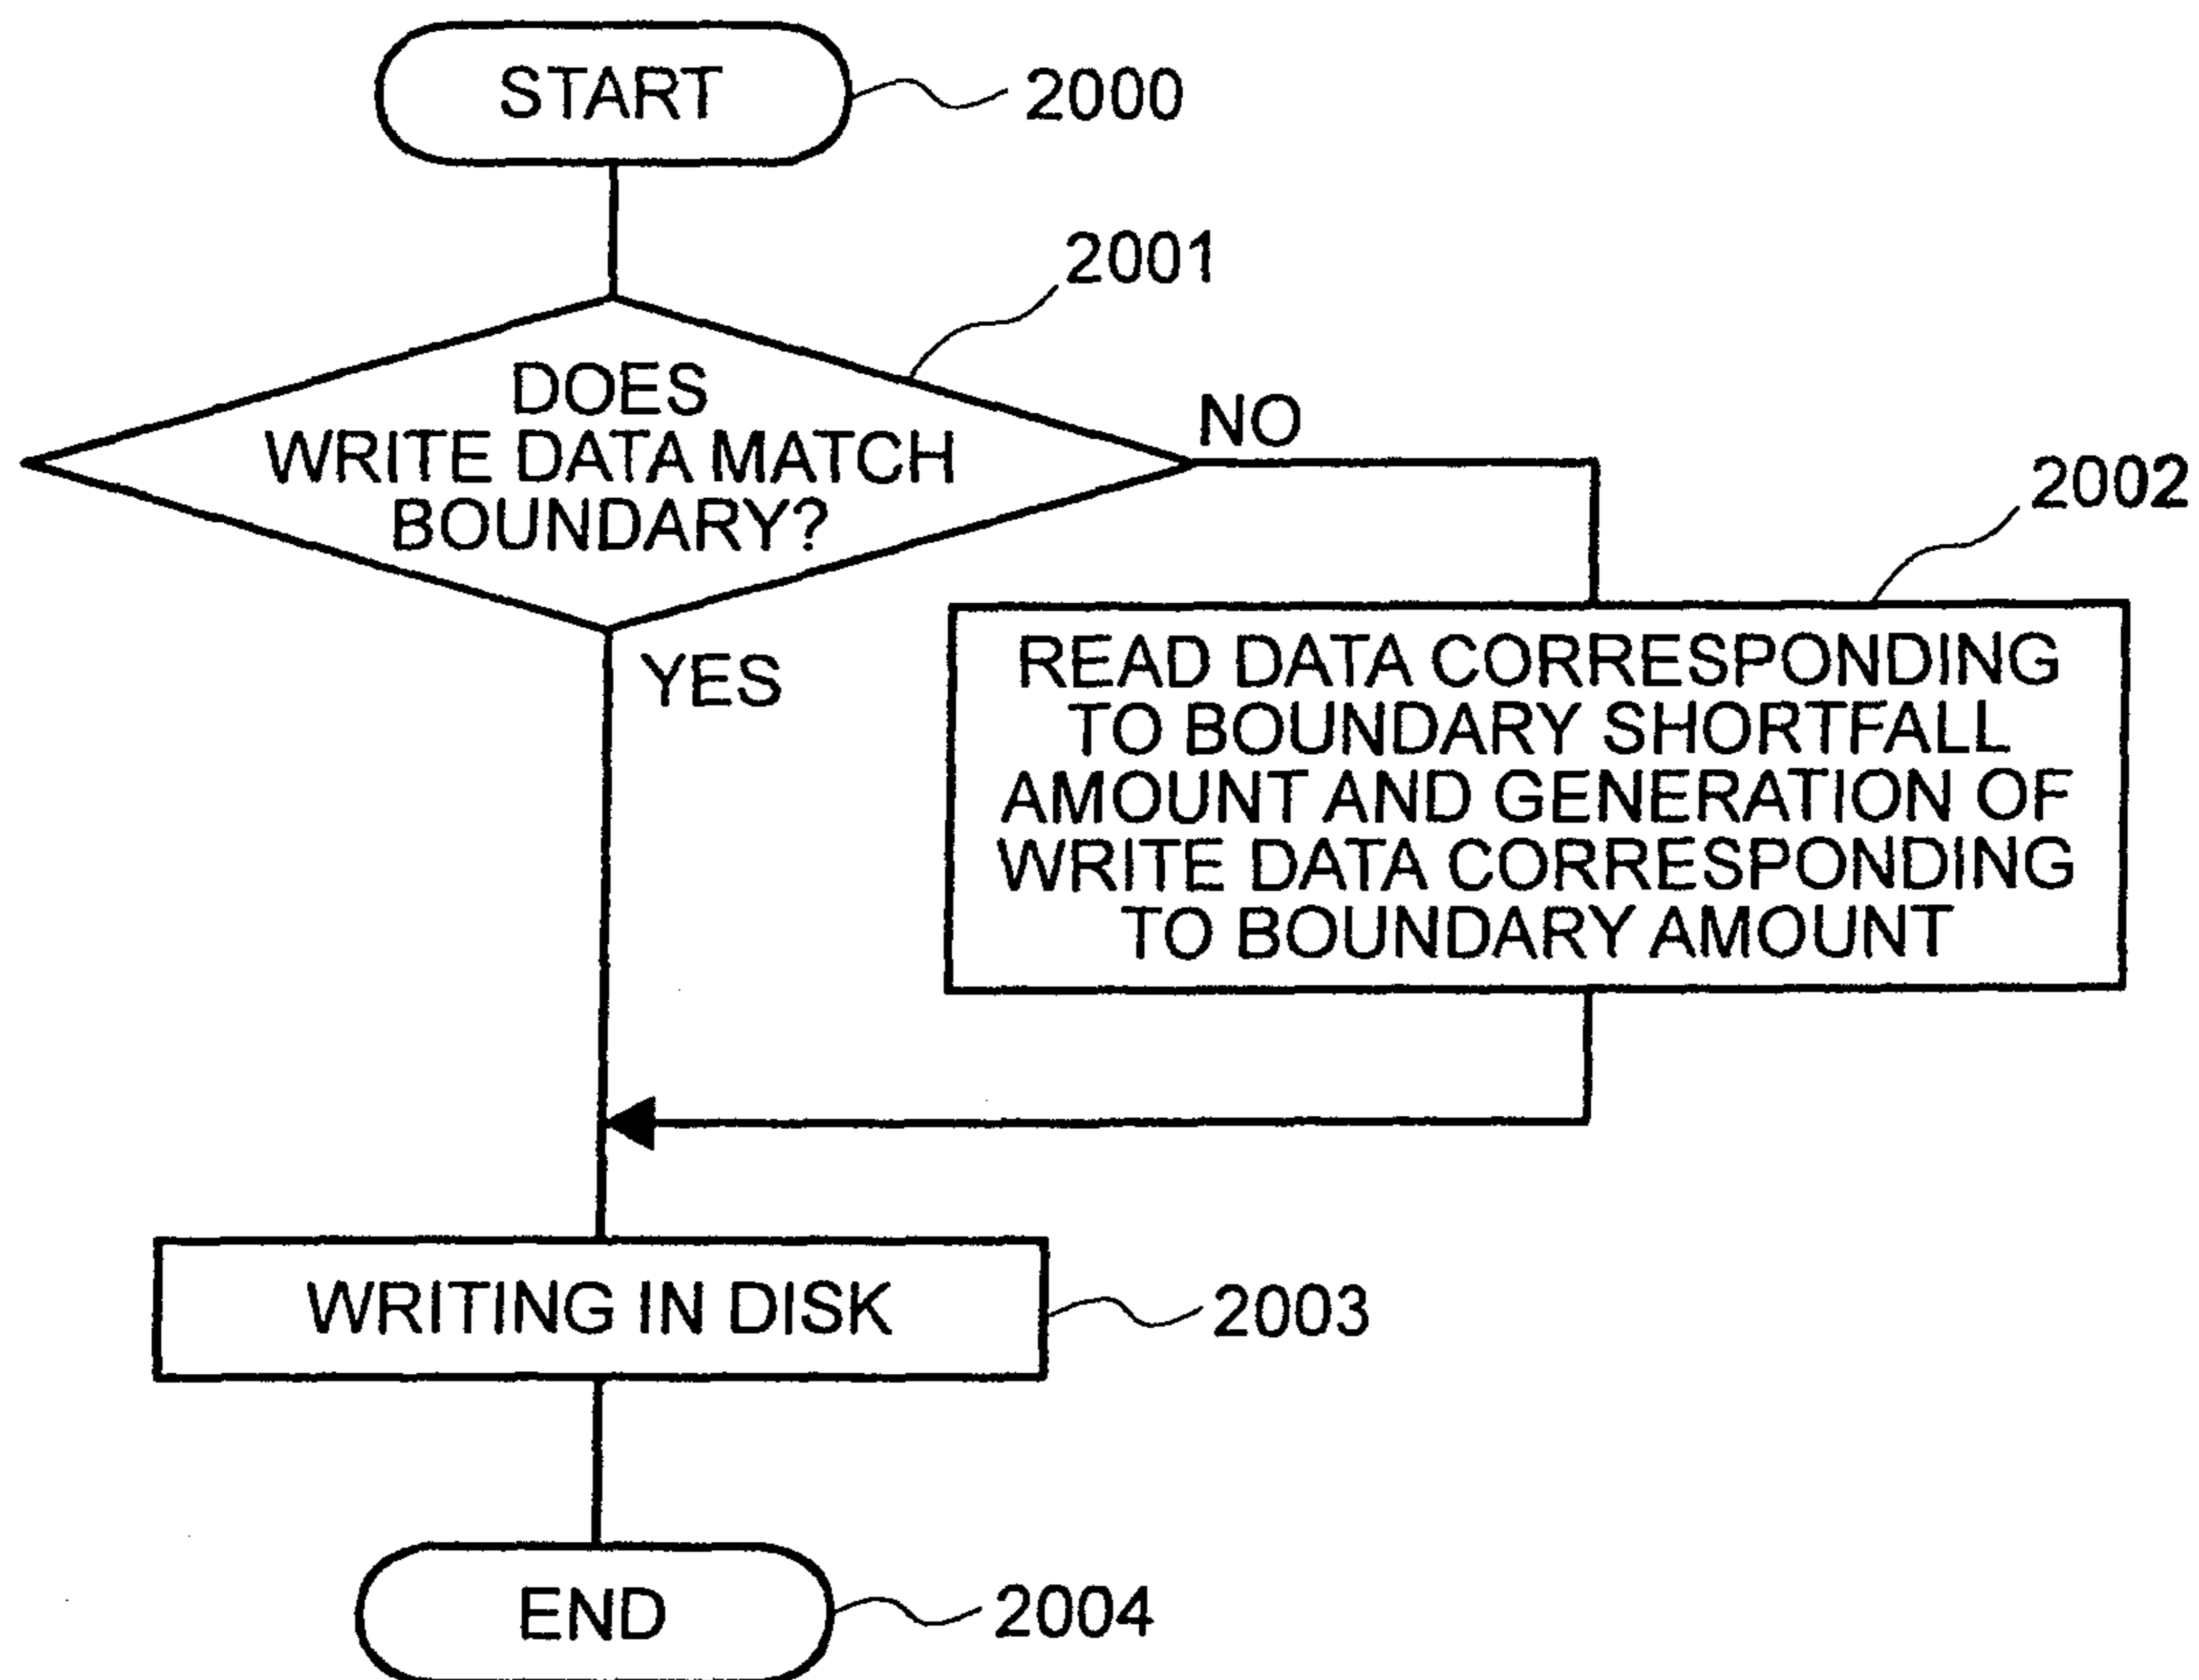 START
2000
2001
DOES
WRITE DATA MATCH
BOUNDARY?
NO
YES
2002
READ DATA CORRESPONDING
TO BOUNDARY SHORTFALL
AMOUNT AND GENERATION OF
WRITE DATA CORRESPONDING
TO BOUNDARY AMOUNT
WRITING IN DISK
2003
END
2004